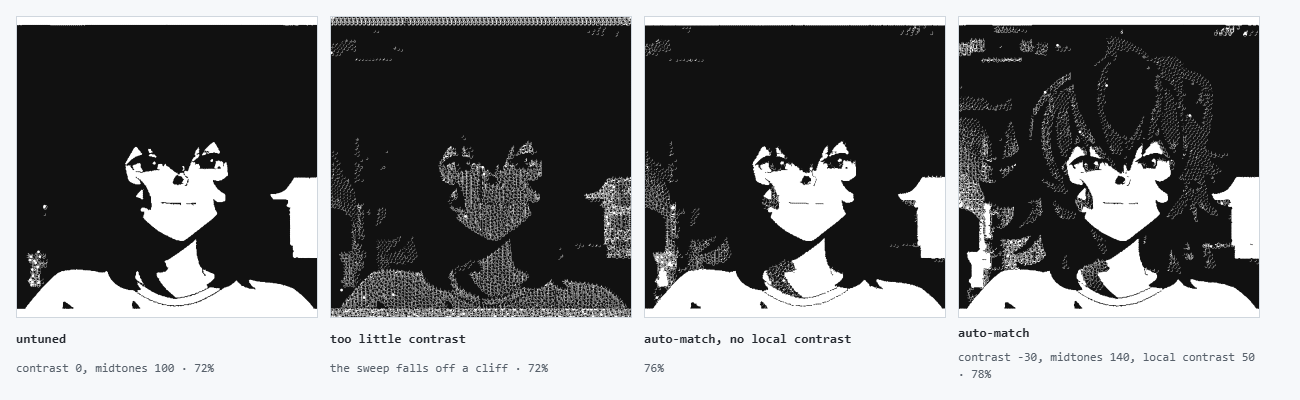 untuned
contrast 0, midtones 100 · 72%
too little contrast
the sweep falls off a cliff · 72%
auto-match, no local contrast
76%
auto-match
contrast -30, midtones 140, local contrast 50
· 78%